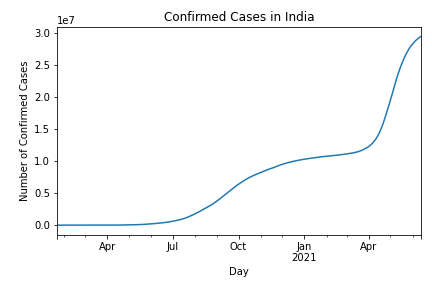 Confirmed Cases in India
1e7
3.0
2.5
2.0
1.5
1.0
0.5
0.0
Number of Confirmed Cases
Apr
Jul
Oct
Jan
2021
Apr
Day